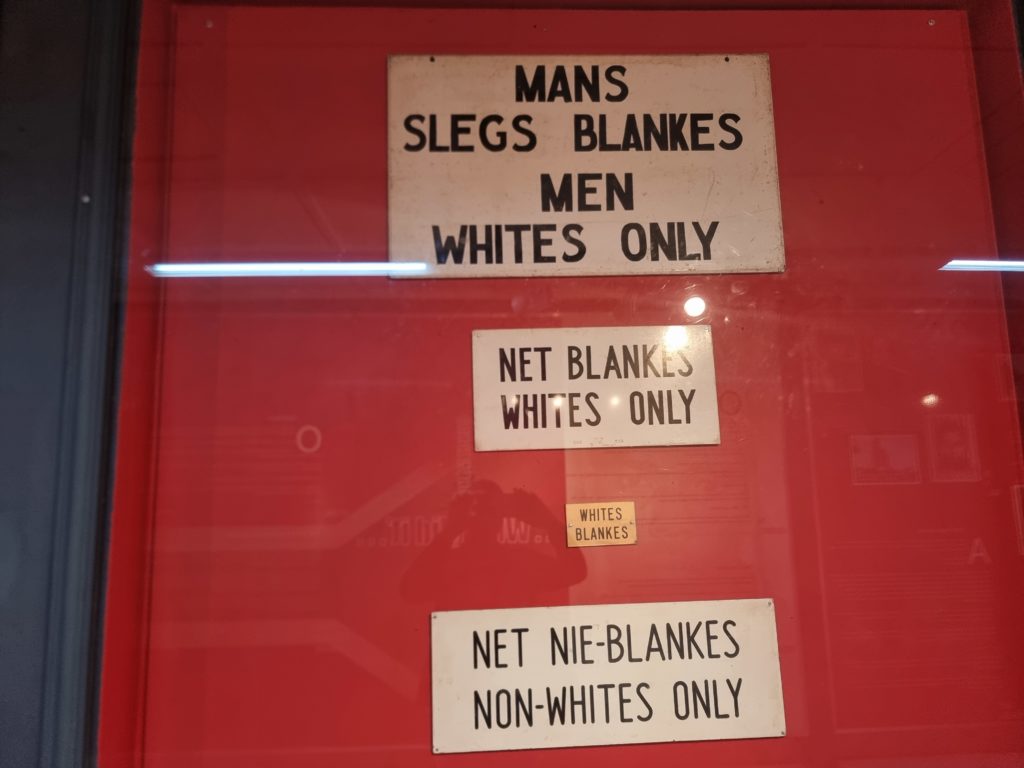 MANS
SLEGS BLANKES
MEN
WHITES ONLY
NET BLANKES
WHITES ONLY
WHITES
BLANKES
NET NIE-BLANKES
NON-WHITES ONLY